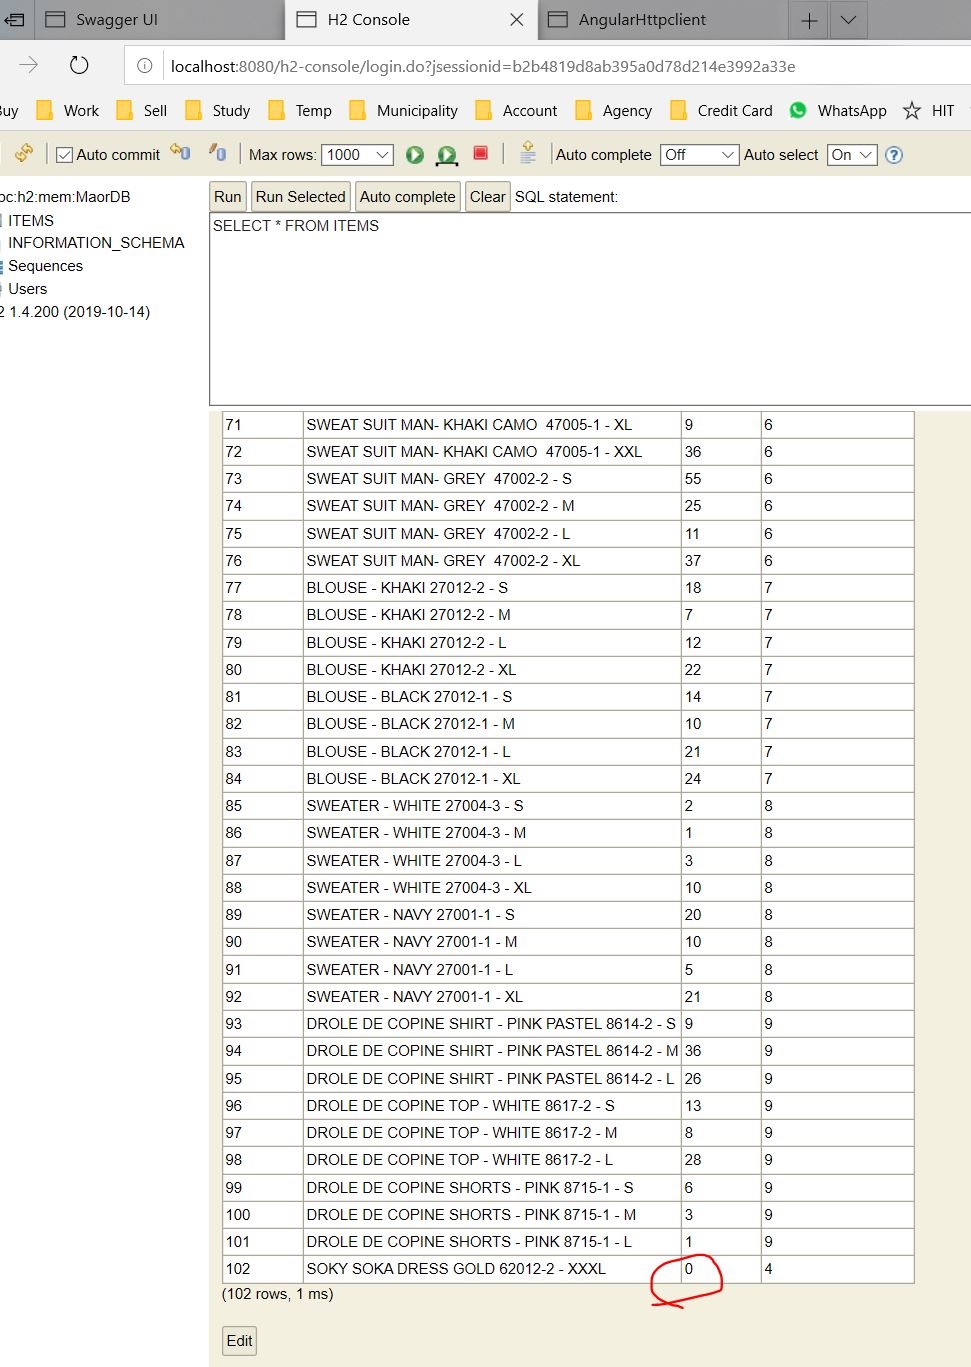 Swagger UI H2 Console AngularHttpclient
localhost:8080/h2-console/login.do?jsessionid=b2b4819d8ab395a0d78d214e3992a33e
uy Work Sell Study Temp Municipality Account Agency Credit Card WhatsApp HIT
Auto commit Max rows: 1000 Auto complete Off Auto select On ?
oc:h2:mem:MaorDB
ITEMS
INFORMATION_SCHEMA
Sequences
Users
2 1.4.200 (2019-10-14)
Run Run Selected Auto complete Clear SQL statement:
SELECT * FROM ITEMS
71 SWEAT SUIT MAN- KHAKI CAMO 47005-1 - XL 9 6
72 SWEAT SUIT MAN- KHAKI CAMO 47005-1 - XXL 36 6
73 SWEAT SUIT MAN- GREY 47002-2 - S 55 6
74 SWEAT SUIT MAN- GREY 47002-2 - M 25 6
75 SWEAT SUIT MAN- GREY 47002-2 - L 11 6
76 SWEAT SUIT MAN- GREY 47002-2 - XL 37 6
77 BLOUSE - KHAKI 27012-2 - S 18 7
78 BLOUSE - KHAKI 27012-2 - M 7 7
79 BLOUSE - KHAKI 27012-2 - L 12 7
80 BLOUSE - KHAKI 27012-2 - XL 22 7
81 BLOUSE - BLACK 27012-1 - S 14 7
82 BLOUSE - BLACK 27012-1 - M 10 7
83 BLOUSE - BLACK 27012-1 - L 21 7
84 BLOUSE - BLACK 27012-1 - XL 24 7
85 SWEATER - WHITE 27004-3 - S 2 8
86 SWEATER - WHITE 27004-3 - M 1 8
87 SWEATER - WHITE 27004-3 - L 3 8
88 SWEATER - WHITE 27004-3 - XL 10 8
89 SWEATER - NAVY 27001-1 - S 20 8
90 SWEATER - NAVY 27001-1 - M 10 8
91 SWEATER - NAVY 27001-1 - L 5 8
92 SWEATER - NAVY 27001-1 - XL 21 8
93 DROLE DE COPINE SHIRT - PINK PASTEL 8614-2 - S 9 9
94 DROLE DE COPINE SHIRT - PINK PASTEL 8614-2 - M 36 9
95 DROLE DE COPINE SHIRT - PINK PASTEL 8614-2 - L 26 9
96 DROLE DE COPINE TOP - WHITE 8617-2 - S 13 9
97 DROLE DE COPINE TOP - WHITE 8617-2 - M 8 9
98 DROLE DE COPINE TOP - WHITE 8617-2 - L 28 9
99 DROLE DE COPINE SHORTS - PINK 8715-1 - S 6 9
100 DROLE DE COPINE SHORTS - PINK 8715-1 - M 3 9
101 DROLE DE COPINE SHORTS - PINK 8715-1 - L 1 9
102 SOKY SOKA DRESS GOLD 62012-2 - XXXL 0 4
(102 rows, 1 ms)
Edit